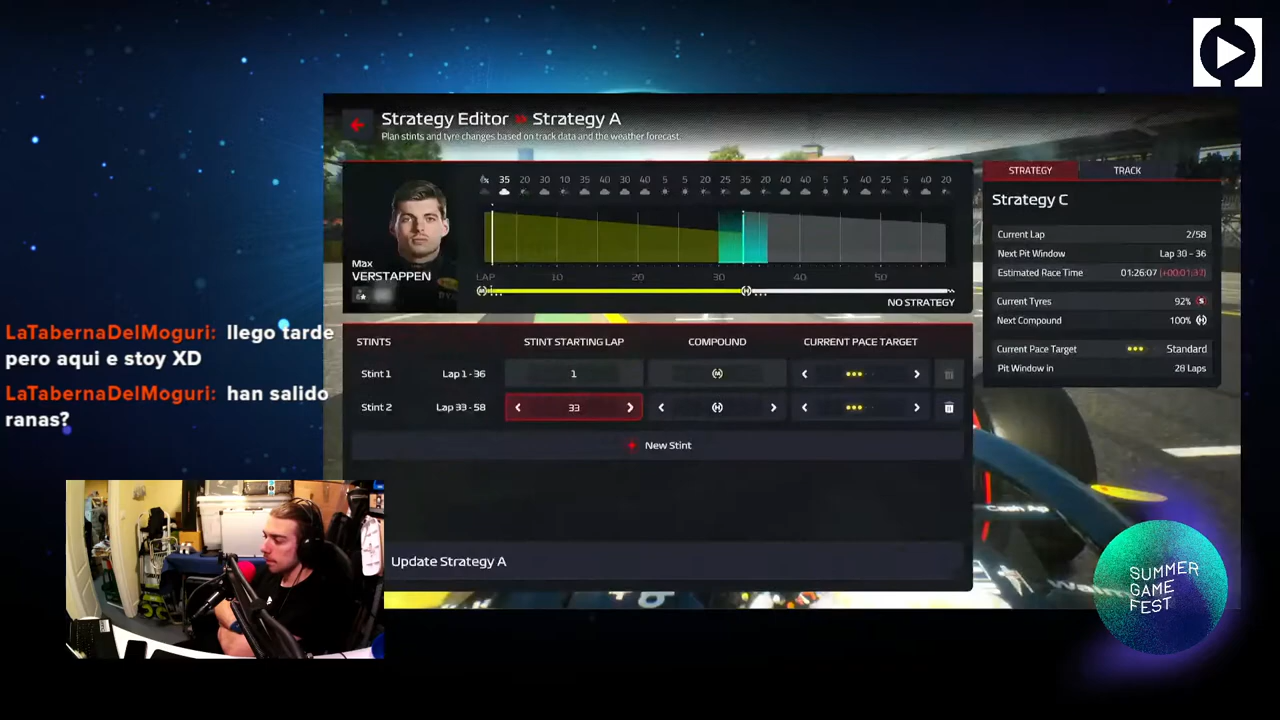 Strategy Editor » Strategy A
Plan stints and tyre changes based on track data and the weather forecast.
35 20 30 10 35 40 30 40 5 5 20 25 35 20 40 40 5 5 40 25 5 40 20
Max
VERSTAPPEN
LAP 10 20 30 40 50
M H
NO STRATEGY
STINTS STINT STARTING LAP COMPOUND CURRENT PACE TARGET
Stint 1 Lap 1 - 36 1 M
Stint 2 Lap 33 - 58 33 H
New Stint
Update Strategy A
STRATEGY TRACK
Strategy C
Current Lap 2/58
Next Pit Window Lap 30 - 36
Estimated Race Time 01:26:07 (+00:01:37)
Current Tyres 92% S
Next Compound 100% H
Current Pace Target Standard
Pit Window in 28 Laps
LaTabernaDelMoguri: llego tarde
pero aqui e stoy XD
LaTabernaDelMoguri: han salido
ranas?
Cash Ap
SUMMER
GAME
FEST